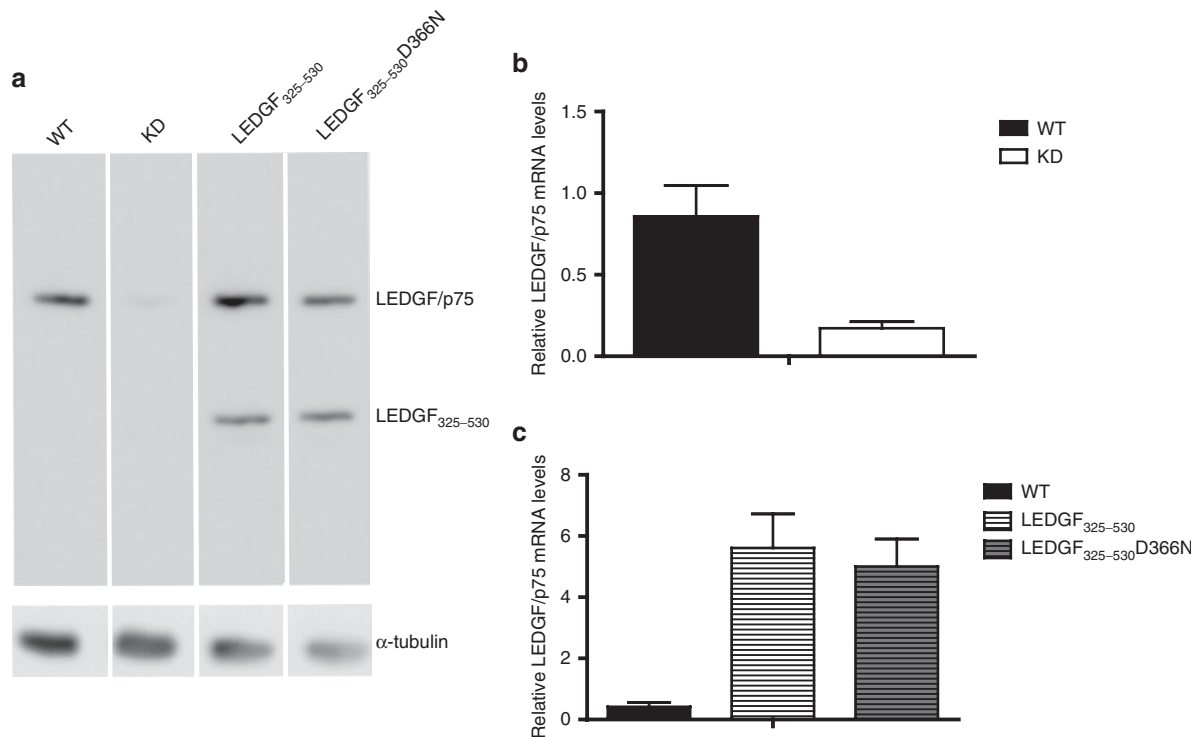 a
WT
KD
LEDGF325–530
LEDGF325–530D366N
LEDGF/p75
LEDGF325–530
α-tubulin
b
Relative LEDGF/p75 mRNA levels
1.5
1.0
0.5
0.0
WT
KD
c
Relative LEDGF/p75 mRNA levels
8
6
4
2
0
WT
LEDGF325–530
LEDGF325–530D366N